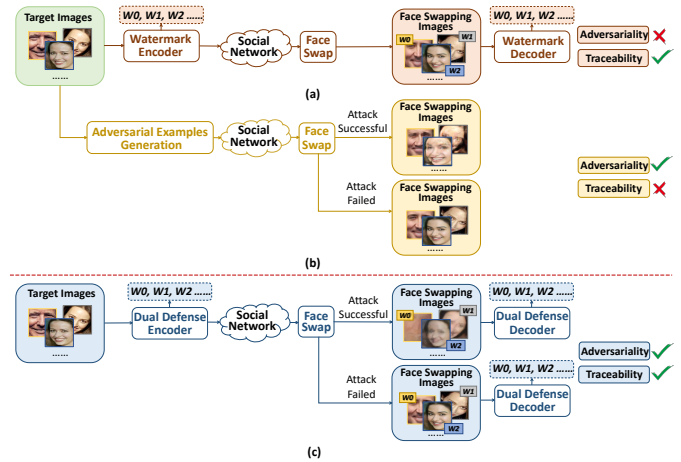 Target Images
......
W0, W1, W2 ......
Watermark
Encoder
Social
Network
Face
Swap
Face Swapping
Images
W0
W1
W2
......
W0, W1, W2 ......
Watermark
Decoder
Adversariality
Traceability
(a)
Adversarial Examples
Generation
Social
Network
Face
Swap
Attack
Successful
Face Swapping
Images
......
Attack
Failed
Face Swapping
Images
......
Adversariality
Traceability
(b)
Target Images
......
W0, W1, W2 ......
Dual Defense
Encoder
Social
Network
Face
Swap
Attack
Successful
Face Swapping
Images
W0
W1
W2
......
W0, W1, W2 ......
Dual Defense
Decoder
Attack
Failed
Face Swapping
Images
W0
W1
W2
......
W0, W1, W2 ......
Dual Defense
Decoder
Adversariality
Traceability
(c)